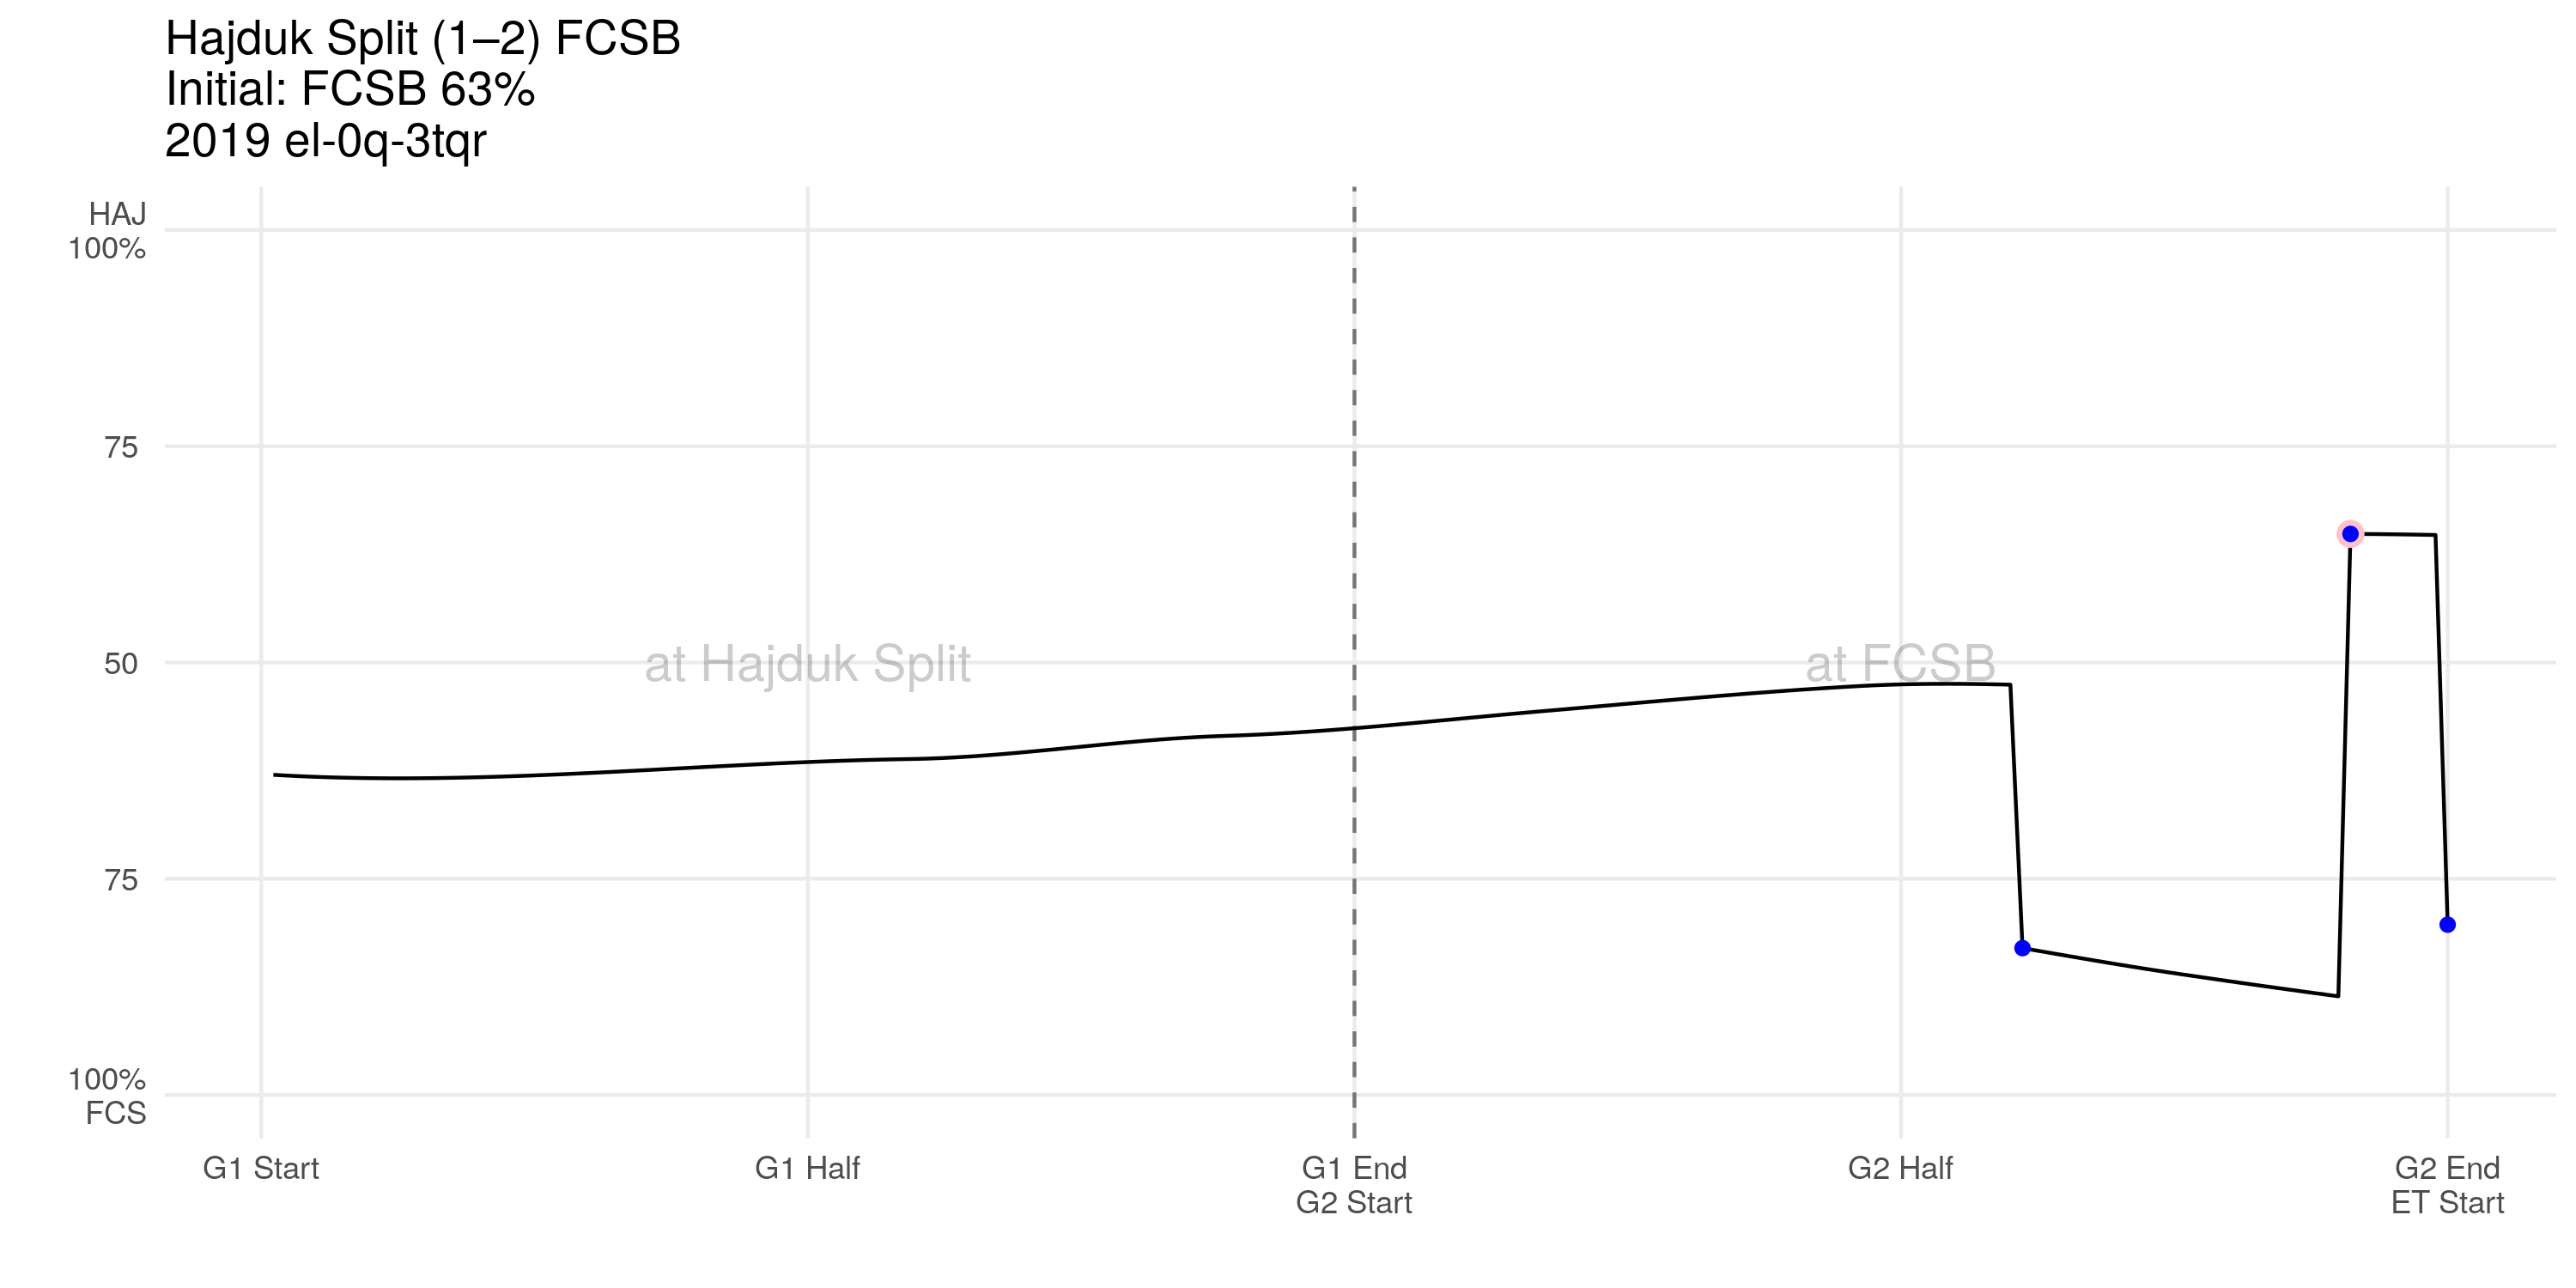 Hajduk Split (1–2) FCSB
Initial: FCSB 63%
2019 el-0q-3tqr
HAJ
100%
75
50
75
100%
FCS
at Hajduk Split
at FCSB
G1 Start
G1 Half
G1 End
G2 Start
G2 Half
G2 End
ET Start